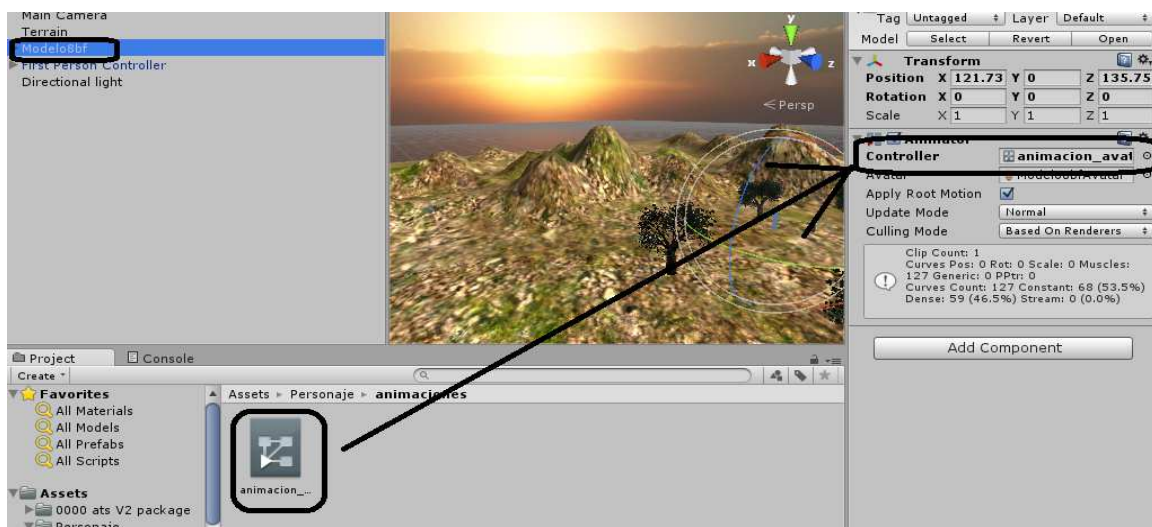 Main Camera
Terrain
Modelo8bf
First Person Controller
Directional light
y
x
z
Persp
Tag Untagged Layer Default
Model Select Revert Open
Transform
Position X 121.73 Y 0 Z 135.75
Rotation X 0 Y 0 Z 0
Scale X 1 Y 1 Z 1
Animator
Controller animacion_avat
Avatar Modelo8bfAvatar
Apply Root Motion
Update Mode Normal
Culling Mode Based On Renderers
Clip Count: 1
Curves Pos: 0 Rot: 0 Scale: 0 Muscles:
127 Generic: 0 PPtr: 0
Curves Count: 127 Constant: 68 (53.5%)
Dense: 59 (46.5%) Stream: 0 (0.0%)
Add Component
Project Console
Create
Favorites
All Materials
All Models
All Prefabs
All Scripts
Assets
0000 ats V2 package
Personaje
Assets Personaje animaciones
animacion_...